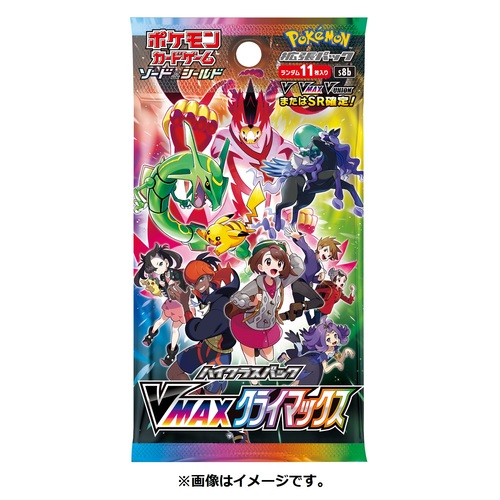 ポケモン
カードゲーム
ソード&シールド
Pokémon
拡張パック
ランダム11枚入り s8b
V VMAX VUNION
またはSR確定!
ハイクラスパック
VMAXクライマックス
※画像はイメージです。